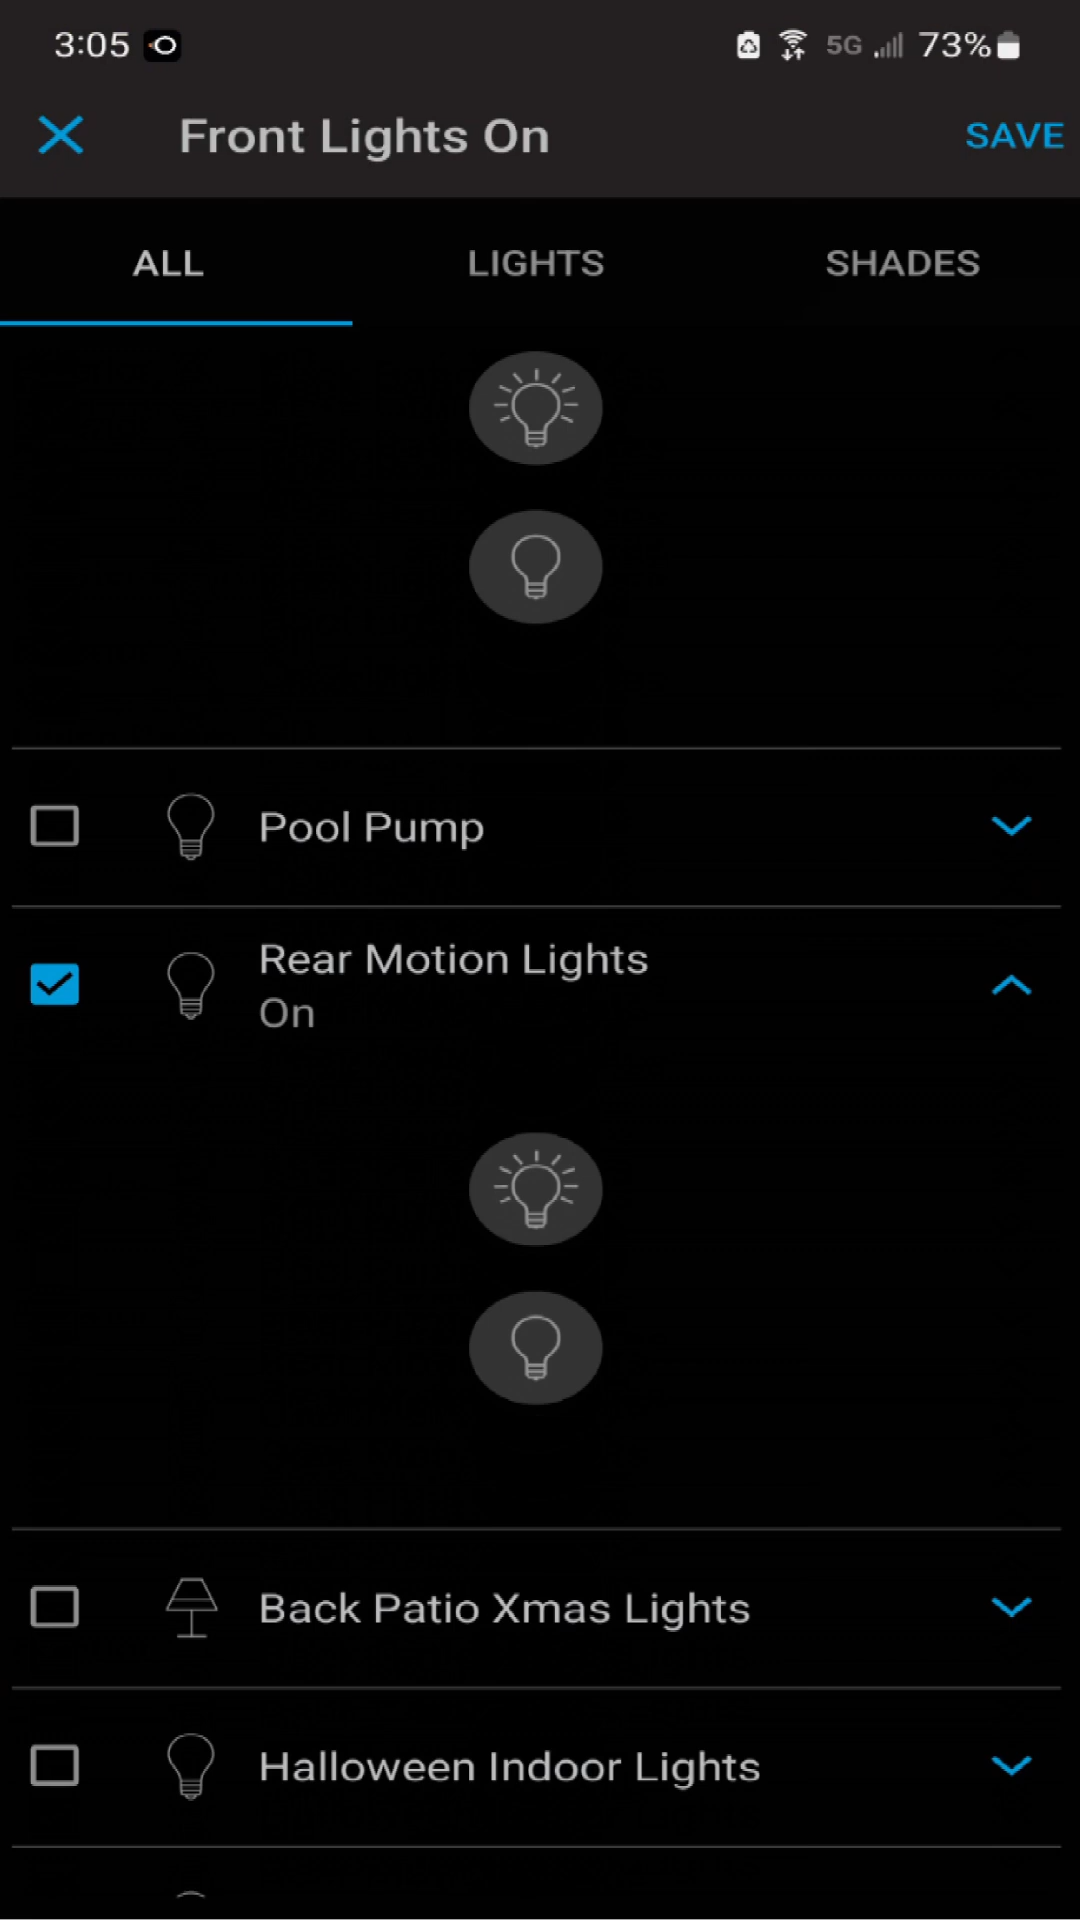 3:05
5G 73%
Front Lights On
SAVE
ALL
LIGHTS
SHADES
Pool Pump
Rear Motion Lights
On
Back Patio Xmas Lights
Halloween Indoor Lights